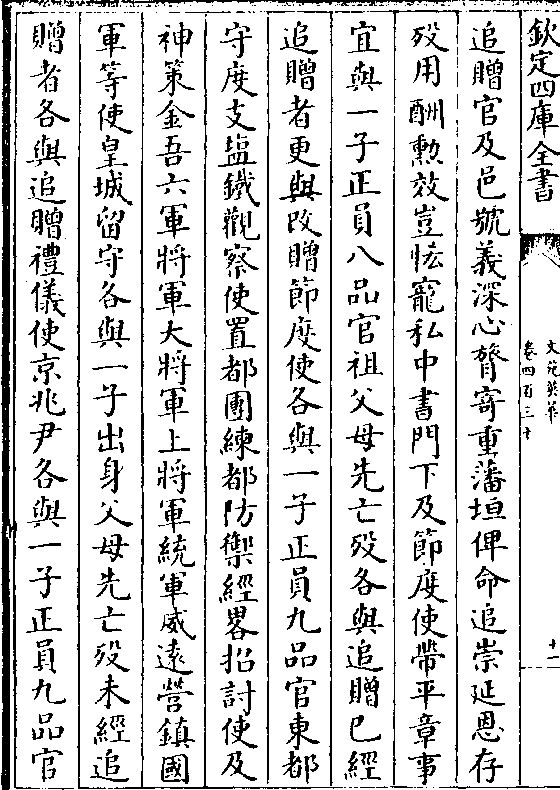 欽定四庫全書
文苑英華
卷四百三十
十一
追贈官及邑號義深心膂寄重藩垣俾命追崇延恩存
歿用酬勲效豈恡寵私中書門下及節度使帶平章事
宜與一子正員八品官祖父母先亡殁各與追贈已經
追贈者更與改贈節度使各與一子正員九品官東都
守度支塩鐵觀察使置都團練都防禦經畧招討使及
神策金吾六軍將軍大將軍上將軍統軍威逺營鎮國
軍等使皇城留守各與一子出身父母先亡殁未經追
贈者各與追贈禮儀使京兆尹各與一子正員九品官